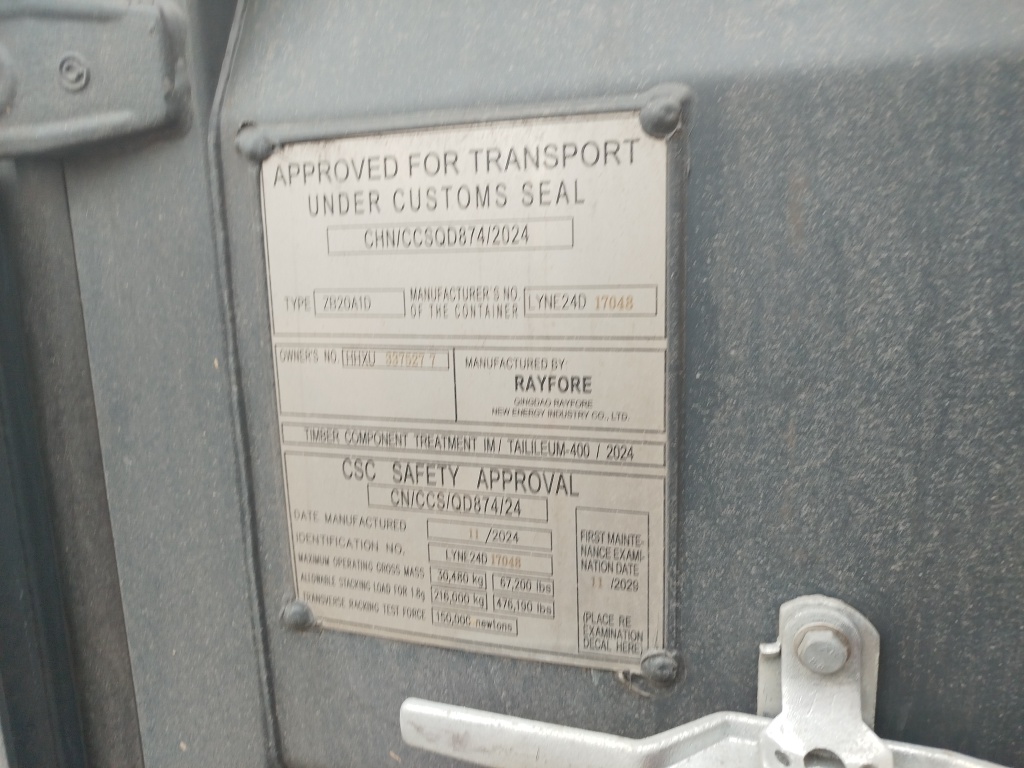 APPROVED FOR TRANSPORT
UNDER CUSTOMS SEAL
CHN/CCSQD874/2024
TYPE ZB20A1D MANUFACTURER'S NO. OF THE CONTAINER LYNE24D 17048
OWNER'S NO. HHXU 337527 7
MANUFACTURED BY:
RAYFORE
QINGDAO RAYFORE
NEW ENERGY INDUSTRY CO., LTD.
TIMBER COMPONENT TREATMENT IM / TAILILEUM-400 / 2024
CSC SAFETY APPROVAL
CN/CCS/QD874/24
DATE MANUFACTURED 11 /2024
IDENTIFICATION NO. LYNE24D 17048
MAXIMUM OPERATING GROSS MASS 30,480 kg 67,200 lbs
ALLOWABLE STACKING LOAD FOR 1.8g 216,000 kg 476,190 lbs
TRANSVERSE RACKING TEST FORCE 150,000 newtons
FIRST MAINTE-
NANCE EXAMI-
NATION DATE
11 /2029
(PLACE RE
EXAMINATION
DECAL HERE)